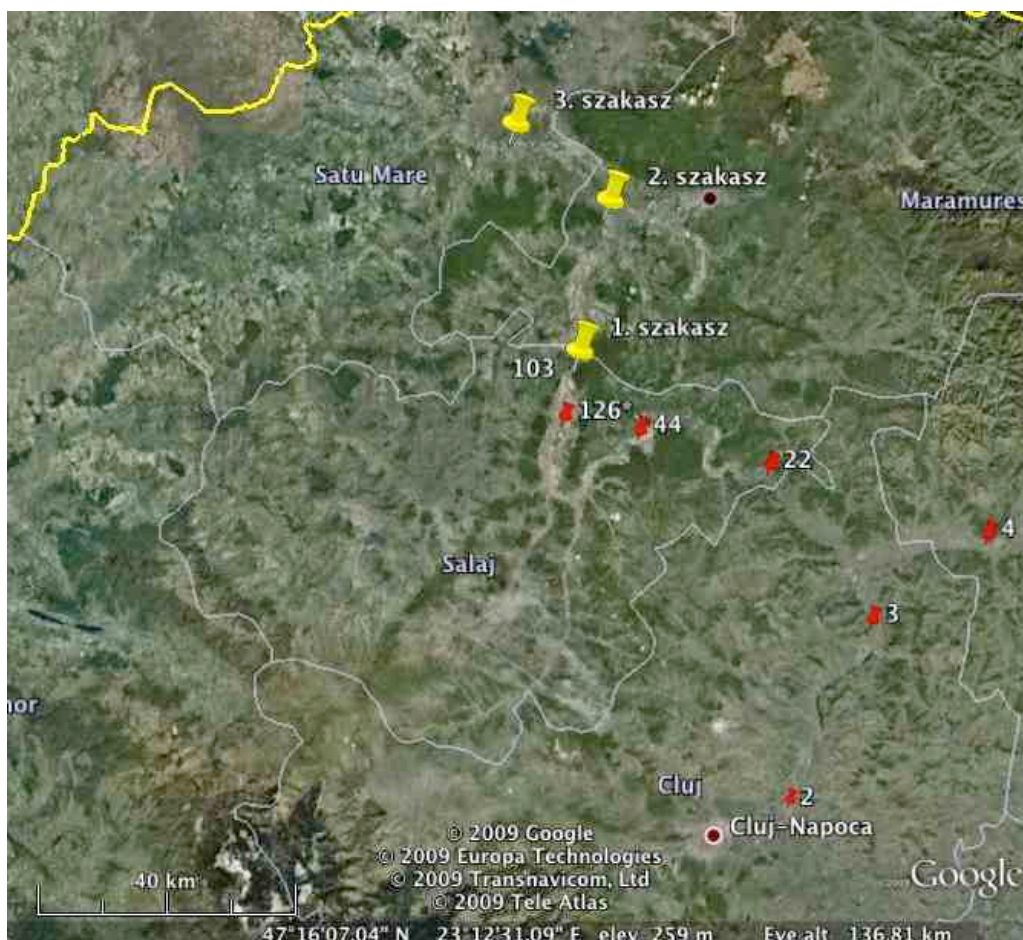 3. szakasz
Satu Mare
2. szakasz
Maramures
1. szakasz
103
126*
44
22
4
Salaj
3
Cluj
2
Cluj-Napoca
© 2009 Google
© 2009 Europa Technologies
© 2009 Transnavicom, Ltd
© 2009 Tele Atlas
40 km
Google
47°16'07.04" N 23°12'31.09" E elev 259 m Eye alt 136.81 km